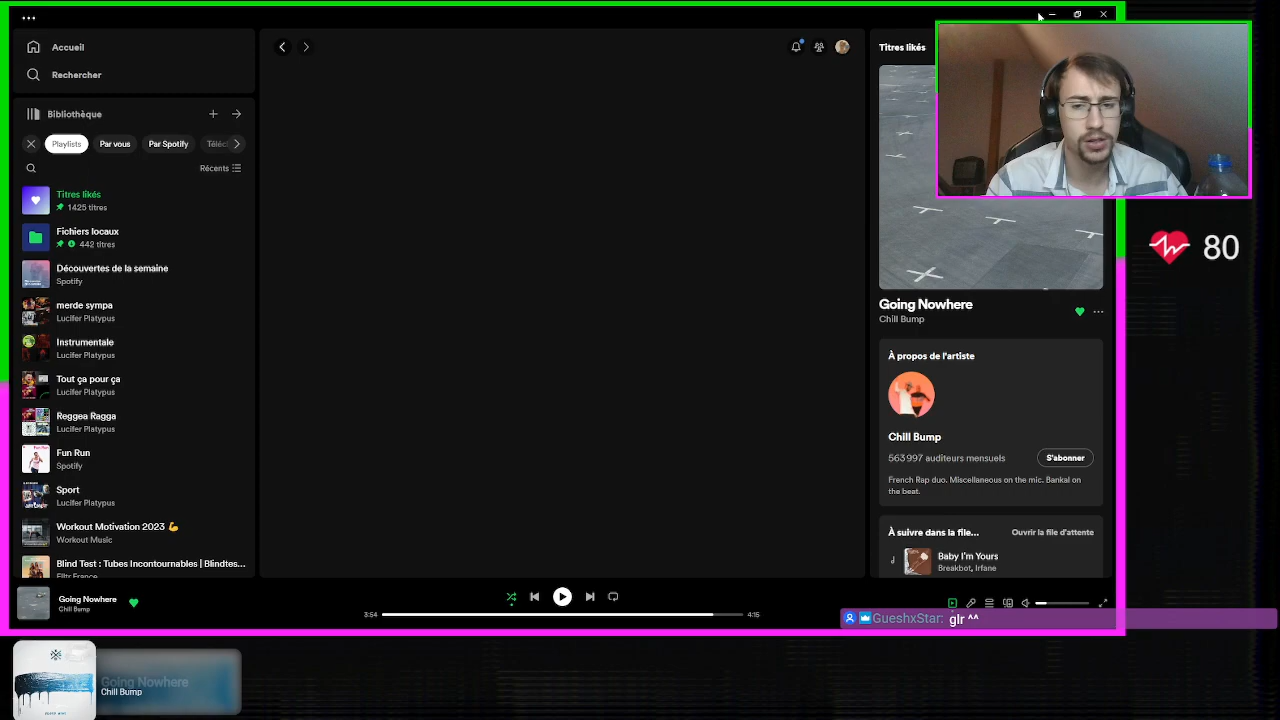 Accueil
Rechercher
Bibliothèque
Playlists
Par vous
Par Spotify
Téléc
Récents
Titres likés
1425 titres
Fichiers locaux
442 titres
Découvertes de la semaine
Spotify
merde sympa
Lucifer Platypus
Instrumentale
Lucifer Platypus
Tout ça pour ça
Lucifer Platypus
Reggea Ragga
Lucifer Platypus
Fun Run
Spotify
Sport
Lucifer Platypus
Workout Motivation 2023 💪
Workout Music
Blind Test : Tubes Incontournables | Blindtes...
Filtr France
Titres likés
Going Nowhere
Chill Bump
À propos de l'artiste
Chill Bump
563 997 auditeurs mensuels
S'abonner
French Rap duo. Miscellaneous on the mic. Bankal on
the beat.
À suivre dans la file...
Ouvrir la file d'attente
Baby I'm Yours
Breakbot, Irfane
80
Going Nowhere
Chill Bump
3:54
4:15
GueshxStar: glr ^^
Going Nowhere
Chill Bump